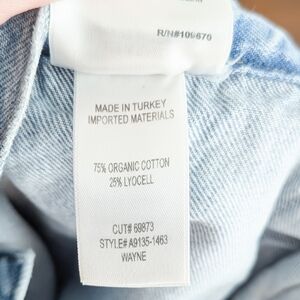 R/N#109670
MADE IN TURKEY
IMPORTED MATERIALS
75% ORGANIC COTTON
25% LYOCELL
CUT# 69873
STYLE# A9135-1463
WAYNE